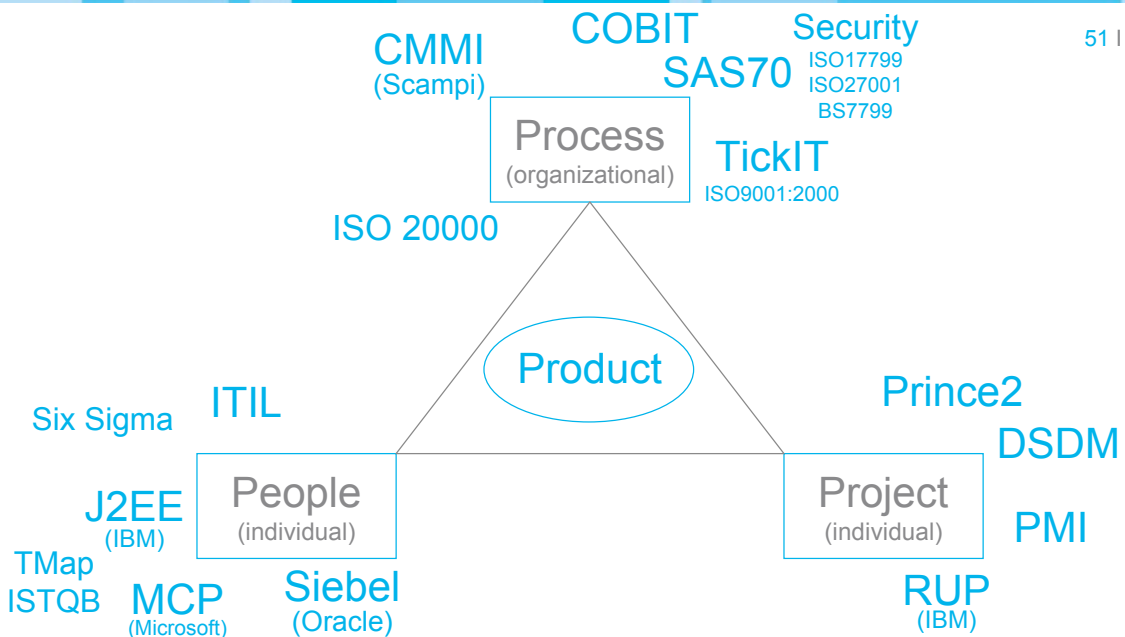 COBIT
Security
51 |
CMMI
(Scampi)
SAS70
ISO17799
ISO27001
BS7799
Process
(organizational)
TickIT
ISO9001:2000
ISO 20000
Product
Prince2
ITIL
Six Sigma
DSDM
People
(individual)
Project
(individual)
J2EE
(IBM)
PMI
TMap
ISTQB
MCP
(Microsoft)
Siebel
(Oracle)
RUP
(IBM)